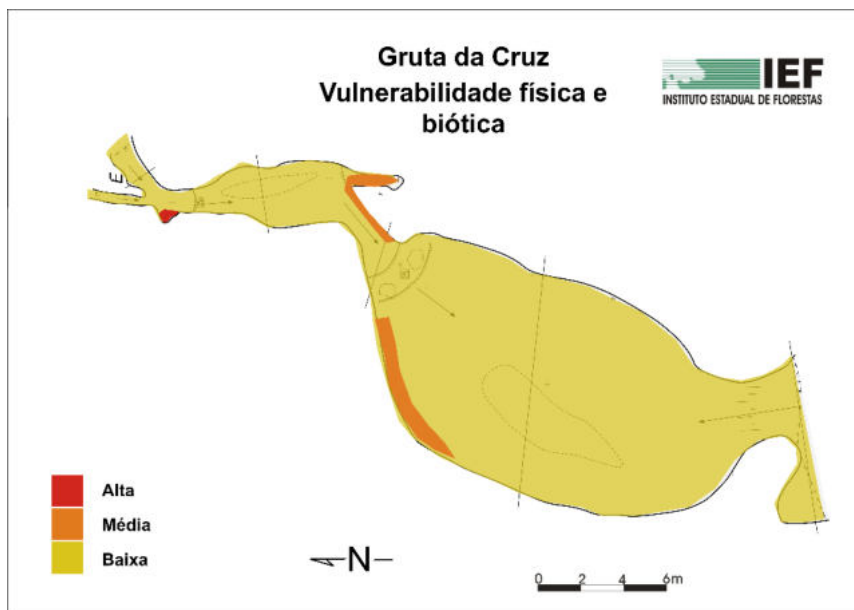 Gruta da Cruz
Vulnerabilidade física e
biótica
IEF
INSTITUTO ESTADUAL DE FLORESTAS
E
Alta
Média
Baixa
N
0 2 4 6m